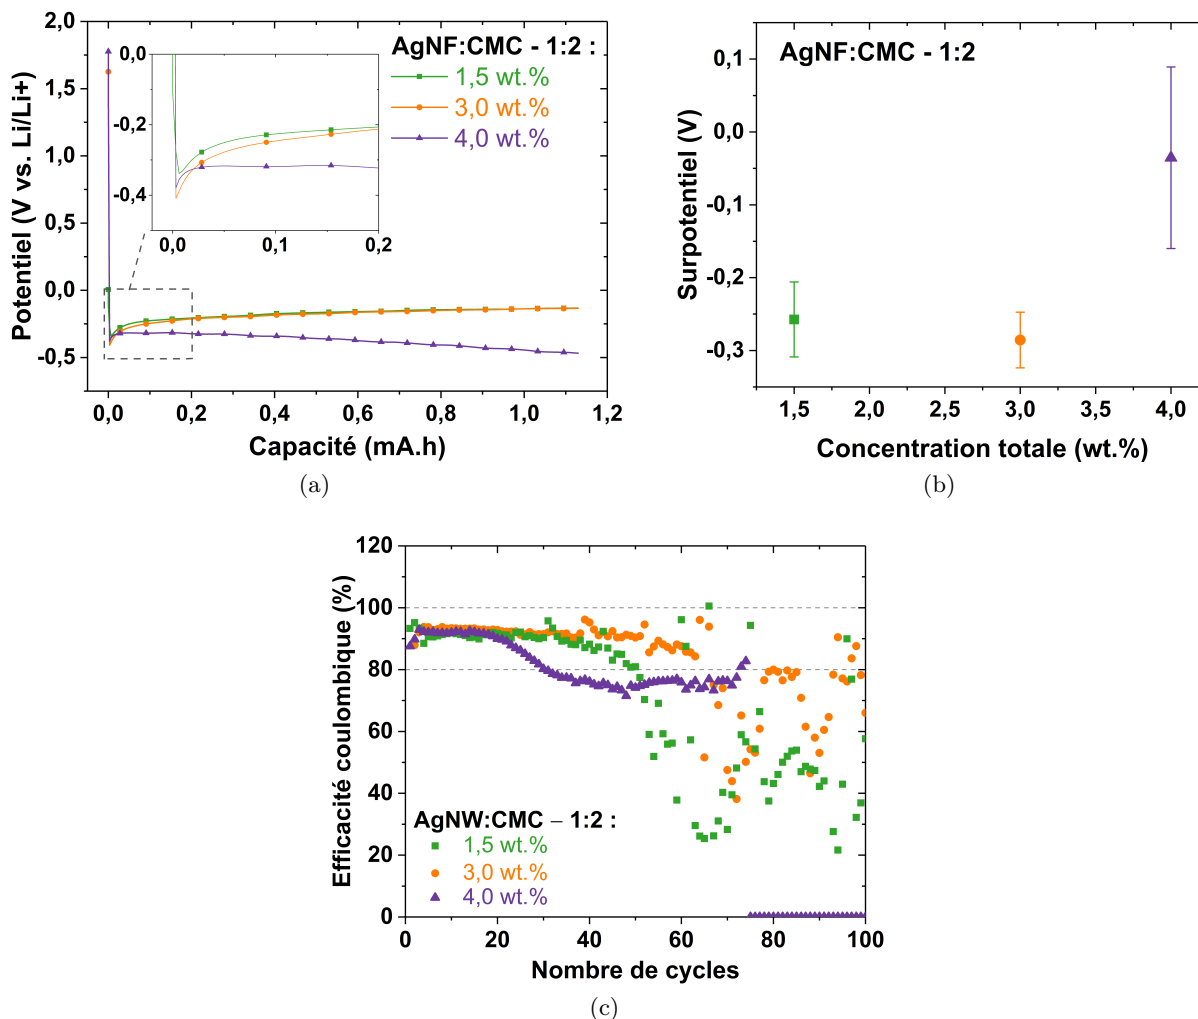 2,0
1,5
1,0
0,5
0,0
-0,5
Potentiel (V vs. Li/Li+)
0,0
-0,2
-0,4
0,0 0,1 0,2
AgNF:CMC - 1:2 :
1,5 wt.%
3,0 wt.%
4,0 wt.%
0,0 0,2 0,4 0,6 0,8 1,0 1,2
Capacité (mA.h)
(a)
AgNF:CMC - 1:2
0,1
0,0
-0,1
-0,2
-0,3
Surpotentiel (V)
1,5 2,0 2,5 3,0 3,5 4,0
Concentration totale (wt.%)
(b)
120
100
80
60
40
20
0
Efficacité coulombique (%)
AgNW:CMC – 1:2 :
1,5 wt.%
3,0 wt.%
4,0 wt.%
0 20 40 60 80 100
Nombre de cycles
(c)